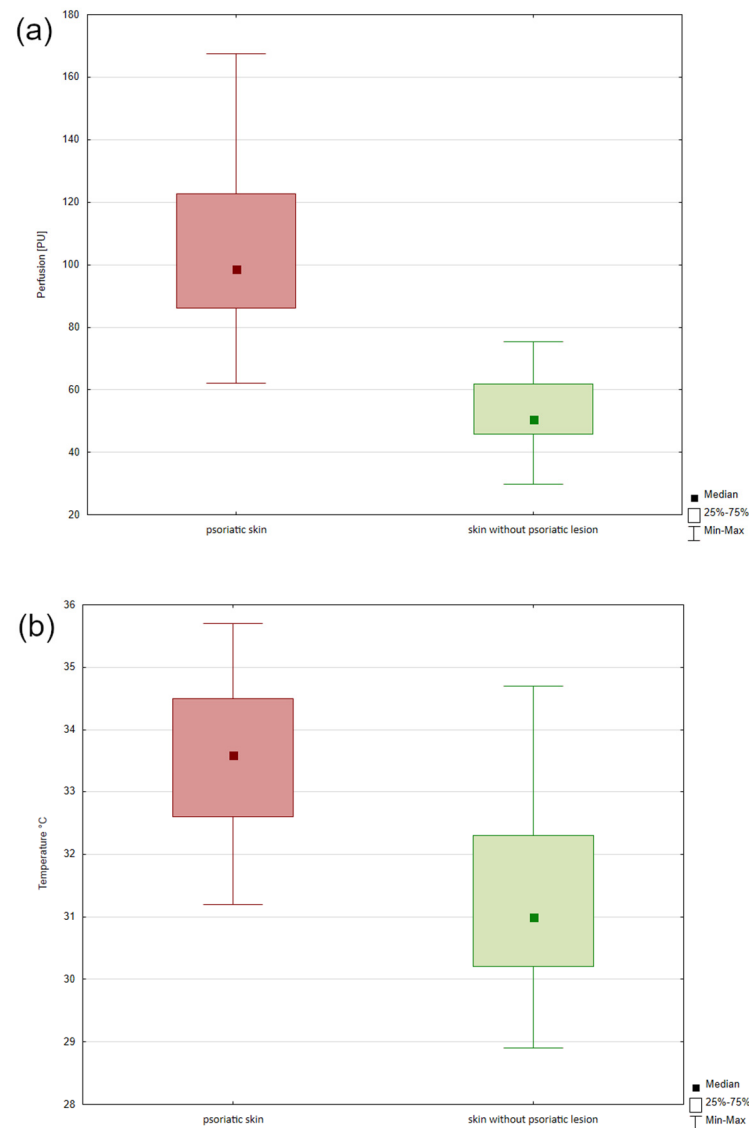 (a)
180
160
140
120
100
80
60
40
20
Perfusion [PU]
psoriatic skin
skin without psoriatic lesion
Median
25%-75%
Min-Max
(b)
36
35
34
33
32
31
30
29
28
Temperature °C
psoriatic skin
skin without psoriatic lesion
Median
25%-75%
Min-Max